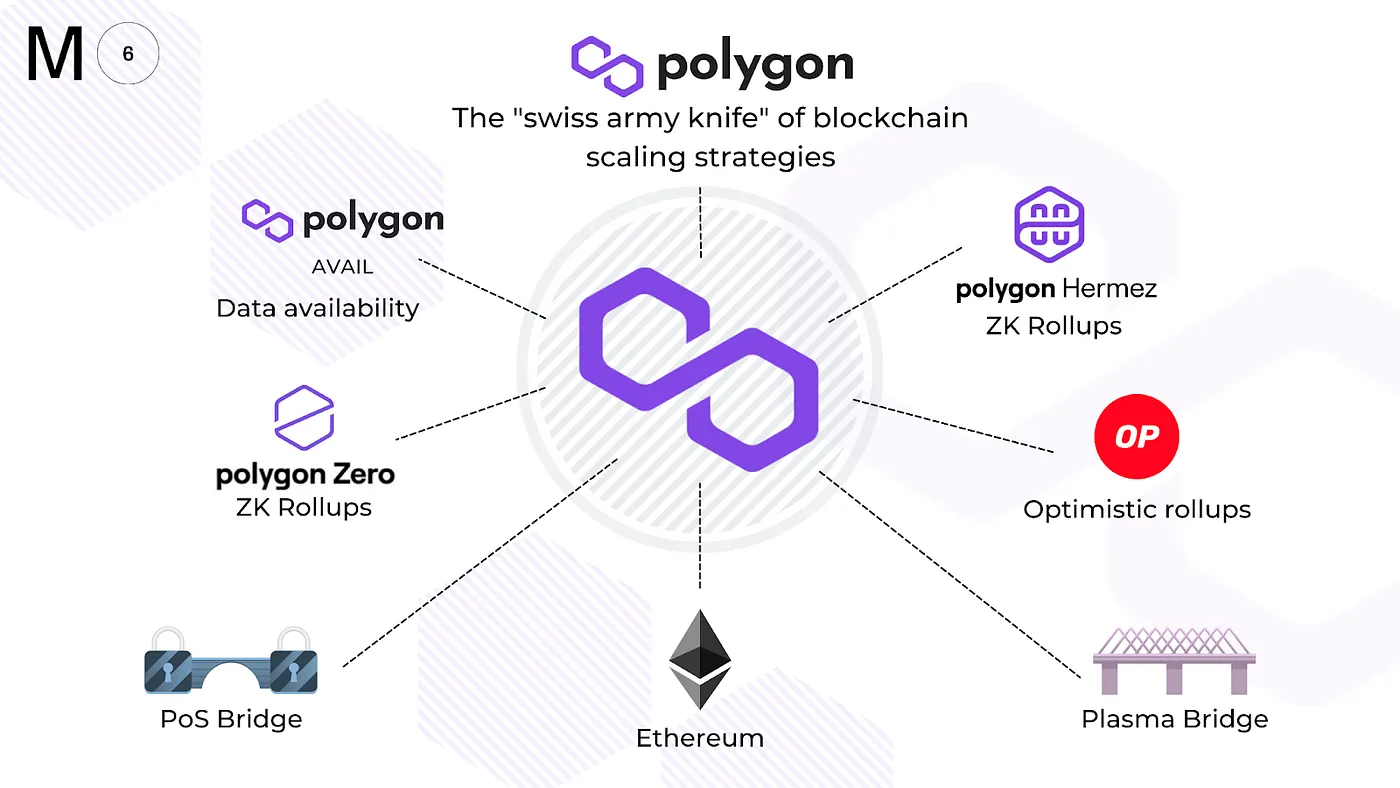 M 6
polygon
The "swiss army knife" of blockchain
scaling strategies
polygon
AVAIL
Data availability
polygon Hermez
ZK Rollups
polygon Zero
ZK Rollups
OP
Optimistic rollups
PoS Bridge
Ethereum
Plasma Bridge